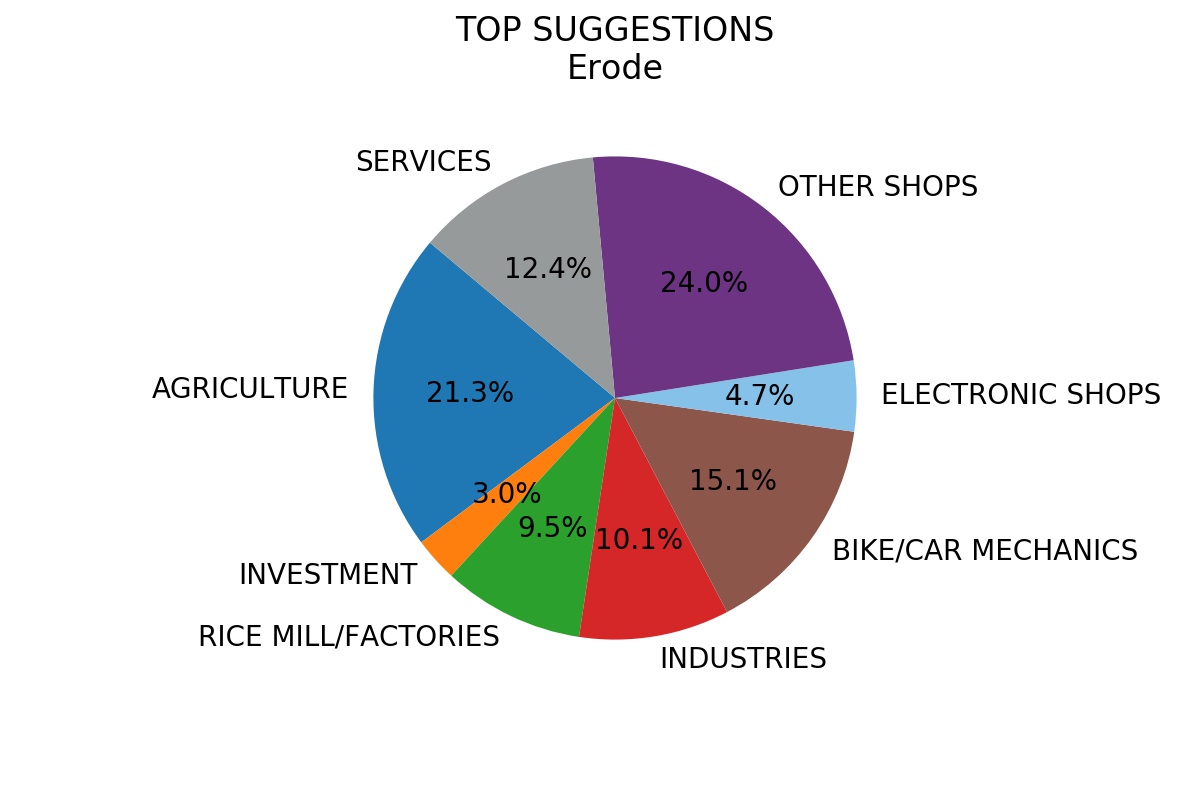 TOP SUGGESTIONS
Erode
SERVICES
OTHER SHOPS
12.4%
24.0%
AGRICULTURE
21.3%
4.7%
ELECTRONIC SHOPS
15.1%
3.0%
9.5%
10.1%
BIKE/CAR MECHANICS
INVESTMENT
RICE MILL/FACTORIES
INDUSTRIES